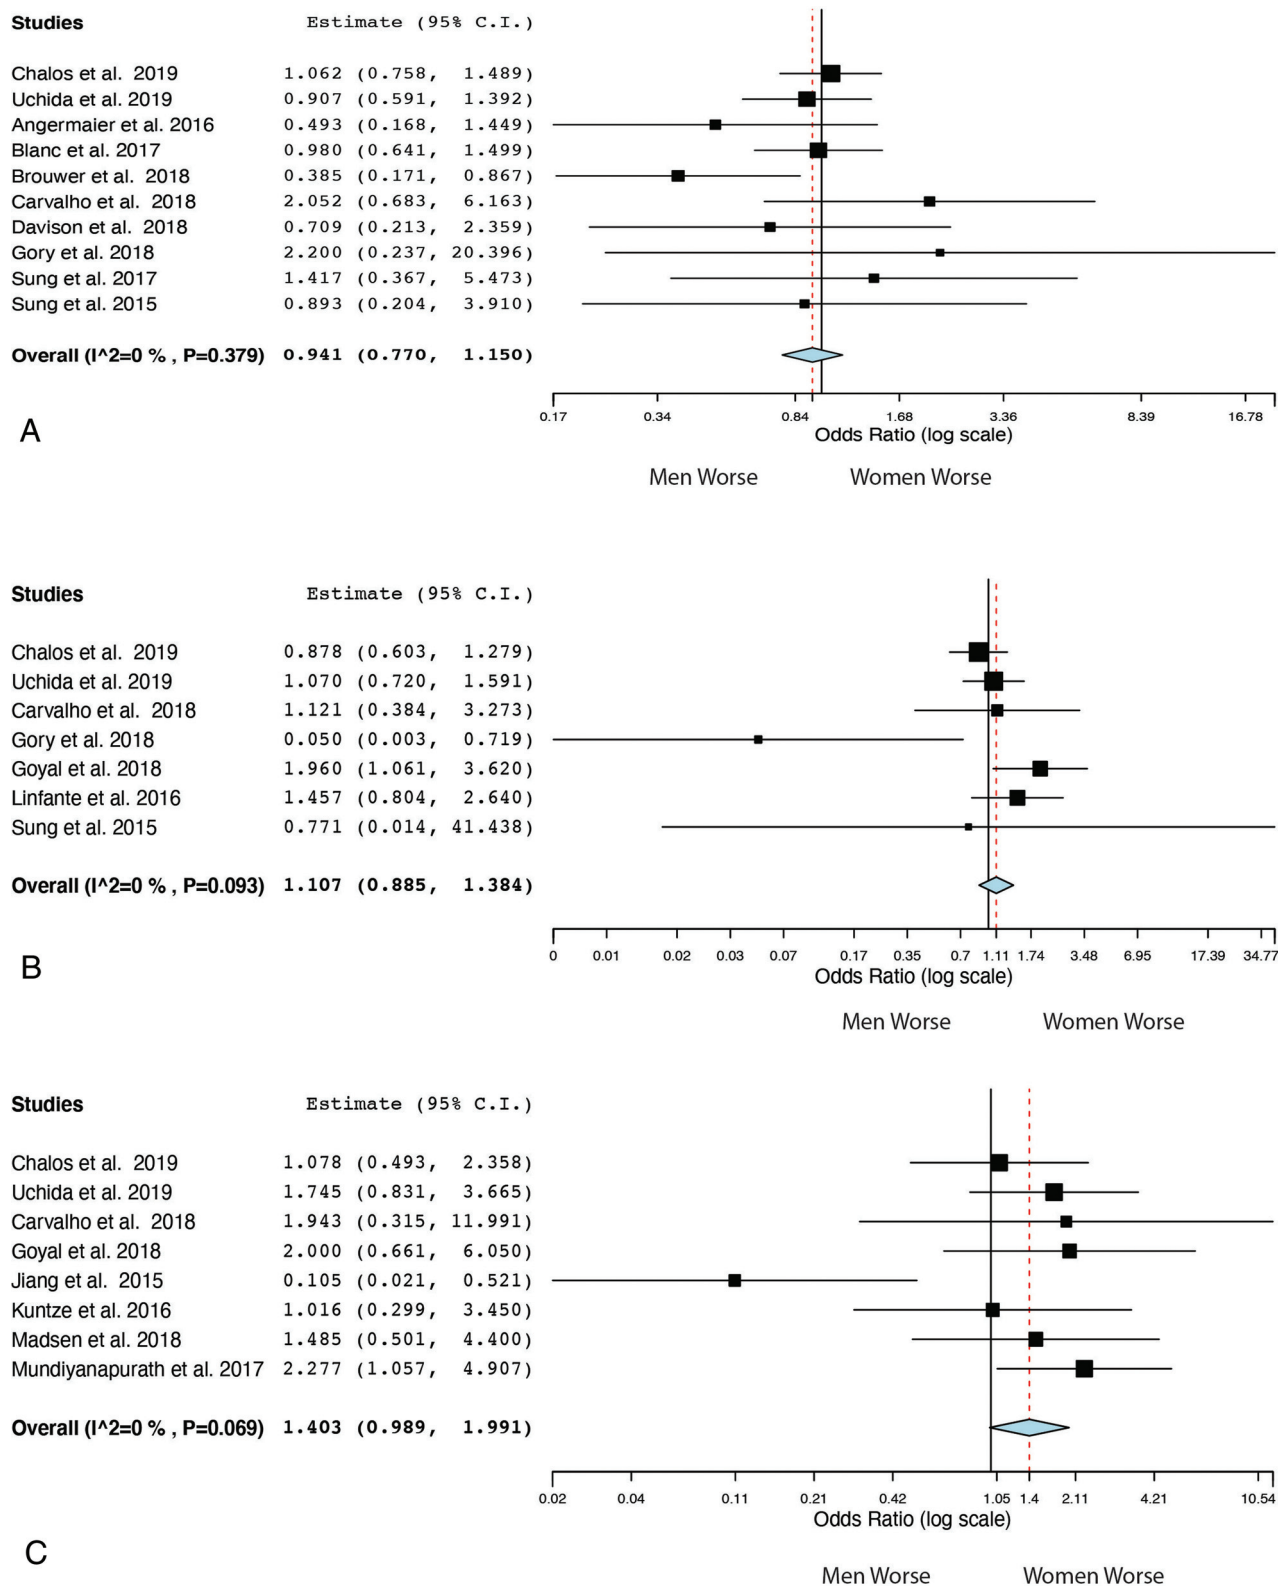 Studies Estimate (95% C.I.)
Chalos et al. 2019 1.062 (0.758, 1.489)
Uchida et al. 2019 0.907 (0.591, 1.392)
Angermaier et al. 2016 0.493 (0.168, 1.449)
Blanc et al. 2017 0.980 (0.641, 1.499)
Brouwer et al. 2018 0.385 (0.171, 0.867)
Carvalho et al. 2018 2.052 (0.683, 6.163)
Davison et al. 2018 0.709 (0.213, 2.359)
Gory et al. 2018 2.200 (0.237, 20.396)
Sung et al. 2017 1.417 (0.367, 5.473)
Sung et al. 2015 0.893 (0.204, 3.910)
Overall (I^2=0 % , P=0.379) 0.941 (0.770, 1.150)
0.17 0.34 0.84 1.68 3.36 8.39 16.78
Odds Ratio (log scale)
A
Men Worse Women Worse
Studies Estimate (95% C.I.)
Chalos et al. 2019 0.878 (0.603, 1.279)
Uchida et al. 2019 1.070 (0.720, 1.591)
Carvalho et al. 2018 1.121 (0.384, 3.273)
Gory et al. 2018 0.050 (0.003, 0.719)
Goyal et al. 2018 1.960 (1.061, 3.620)
Linfante et al. 2016 1.457 (0.804, 2.640)
Sung et al. 2015 0.771 (0.014, 41.438)
Overall (I^2=0 % , P=0.093) 1.107 (0.885, 1.384)
0 0.01 0.02 0.03 0.07 0.17 0.35 0.7 1.11 1.74 3.48 6.95 17.39 34.77
Odds Ratio (log scale)
B
Men Worse Women Worse
Studies Estimate (95% C.I.)
Chalos et al. 2019 1.078 (0.493, 2.358)
Uchida et al. 2019 1.745 (0.831, 3.665)
Carvalho et al. 2018 1.943 (0.315, 11.991)
Goyal et al. 2018 2.000 (0.661, 6.050)
Jiang et al. 2015 0.105 (0.021, 0.521)
Kuntze et al. 2016 1.016 (0.299, 3.450)
Madsen et al. 2018 1.485 (0.501, 4.400)
Mundiyanapurath et al. 2017 2.277 (1.057, 4.907)
Overall (I^2=0 % , P=0.069) 1.403 (0.989, 1.991)
0.02 0.04 0.11 0.21 0.42 1.05 1.4 2.11 4.21 10.54
Odds Ratio (log scale)
C
Men Worse Women Worse